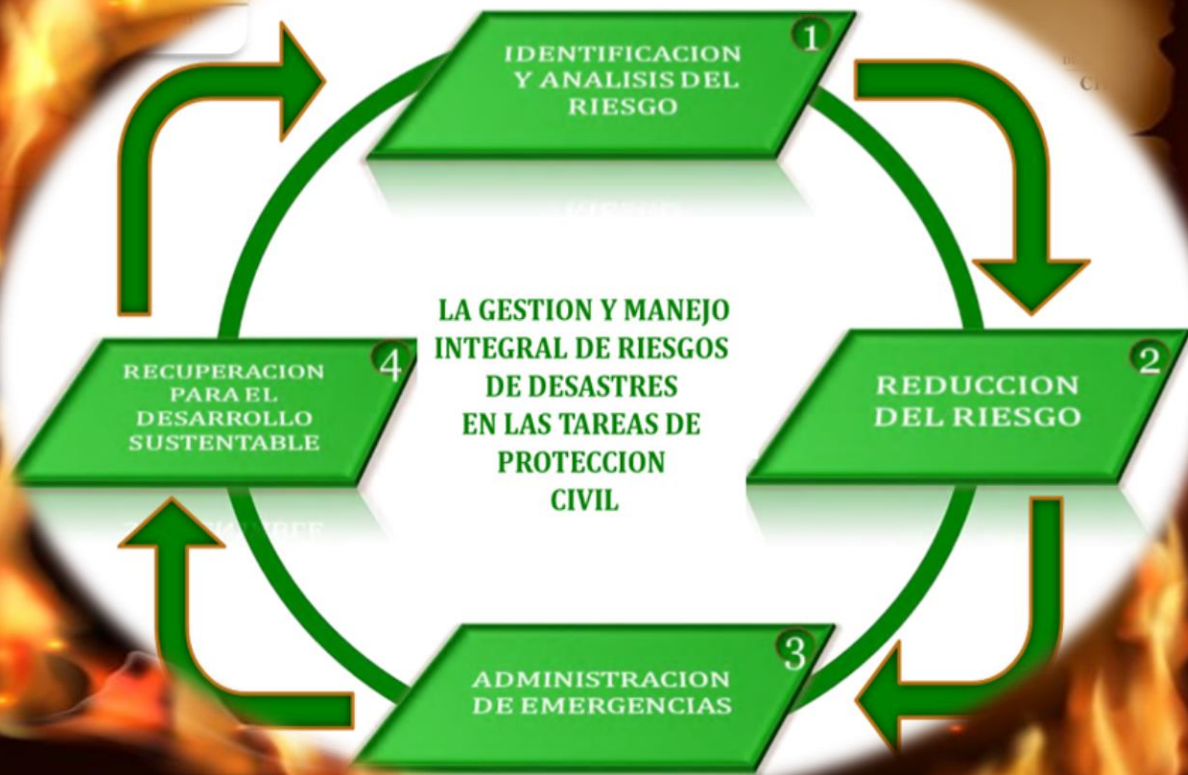 1
IDENTIFICACION
Y ANALISIS DEL
RIESGO
2
REDUCCION
DEL RIESGO
3
ADMINISTRACION
DE EMERGENCIAS
4
RECUPERACION
PARA EL
DESARROLLO
SUSTENTABLE
LA GESTION Y MANEJO
INTEGRAL DE RIESGOS
DE DESASTRES
EN LAS TAREAS DE
PROTECCION
CIVIL